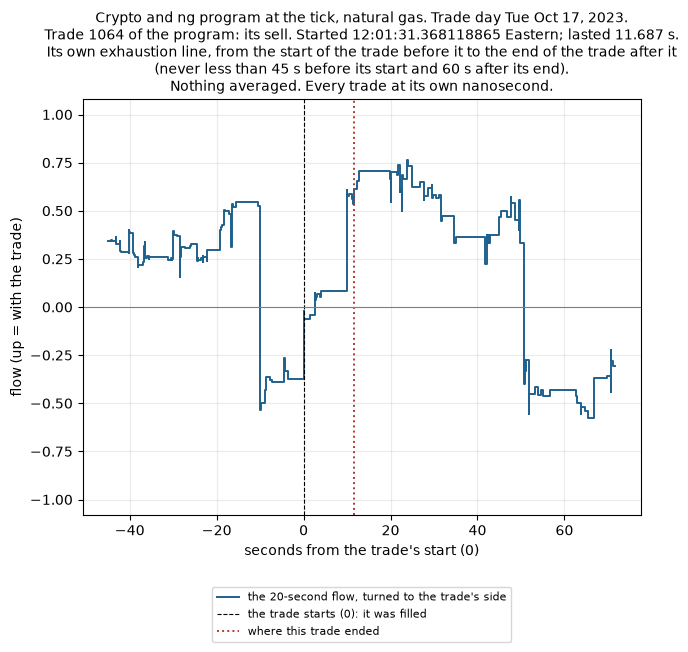 Crypto and ng program at the tick, natural gas. Trade day Tue Oct 17, 2023.
Trade 1064 of the program: its sell. Started 12:01:31.368118865 Eastern; lasted 11.687 s.
Its own exhaustion line, from the start of the trade before it to the end of the trade after it
(never less than 45 s before its start and 60 s after its end).
Nothing averaged. Every trade at its own nanosecond.
1.00
0.75
0.50
0.25
0.00
−0.25
−0.50
−0.75
−1.00
flow (up = with the trade)
−40
−20
0
20
40
60
seconds from the trade's start (0)
the 20-second flow, turned to the trade's side
the trade starts (0): it was filled
where this trade ended